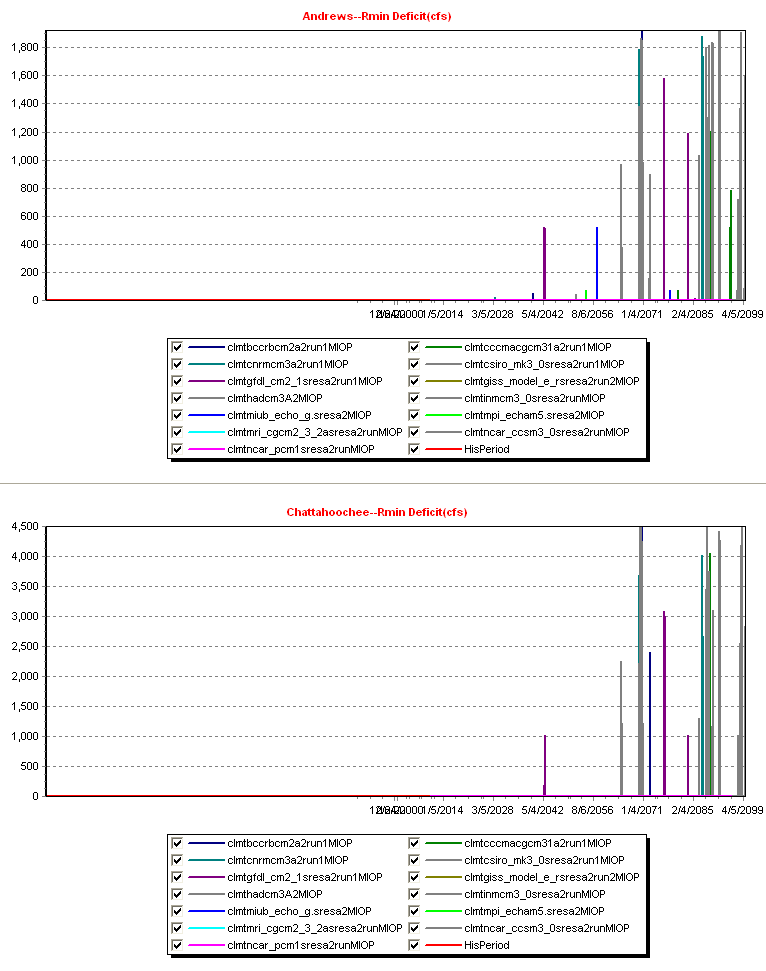 Andrews--Rmin Deficit(cfs)
1,800
1,600
1,400
1,200
1,000
800
600
400
200
0
1/5/2014 3/5/2028 5/4/2042 8/6/2056 1/4/2071 2/4/2085 4/5/2099
clmtbccrbcm2a2run1MIOP clmtcccmacgcm31a2run1MIOP
clmtcnrmcm3a2run1MIOP clmtcsiro_mk3_0sresa2run1MIOP
clmtgfdl_cm2_1sresa2run1MIOP clmtgiss_model_e_rsresa2run2MIOP
clmthadcm3A2MIOP clmtinmcm3_0sresa2runMIOP
clmtmiub_echo_g.sresa2MIOP clmtmpi_echam5.sresa2MIOP
clmtmri_cgcm2_3_2asresa2runMIOP clmtncar_ccsm3_0sresa2runMIOP
clmtncar_pcm1sresa2runMIOP HisPeriod
Chattahoochee--Rmin Deficit(cfs)
4,500
4,000
3,500
3,000
2,500
2,000
1,500
1,000
500
0
1/5/2014 3/5/2028 5/4/2042 8/6/2056 1/4/2071 2/4/2085 4/5/2099
clmtbccrbcm2a2run1MIOP clmtcccmacgcm31a2run1MIOP
clmtcnrmcm3a2run1MIOP clmtcsiro_mk3_0sresa2run1MIOP
clmtgfdl_cm2_1sresa2run1MIOP clmtgiss_model_e_rsresa2run2MIOP
clmthadcm3A2MIOP clmtinmcm3_0sresa2runMIOP
clmtmiub_echo_g.sresa2MIOP clmtmpi_echam5.sresa2MIOP
clmtmri_cgcm2_3_2asresa2runMIOP clmtncar_ccsm3_0sresa2runMIOP
clmtncar_pcm1sresa2runMIOP HisPeriod